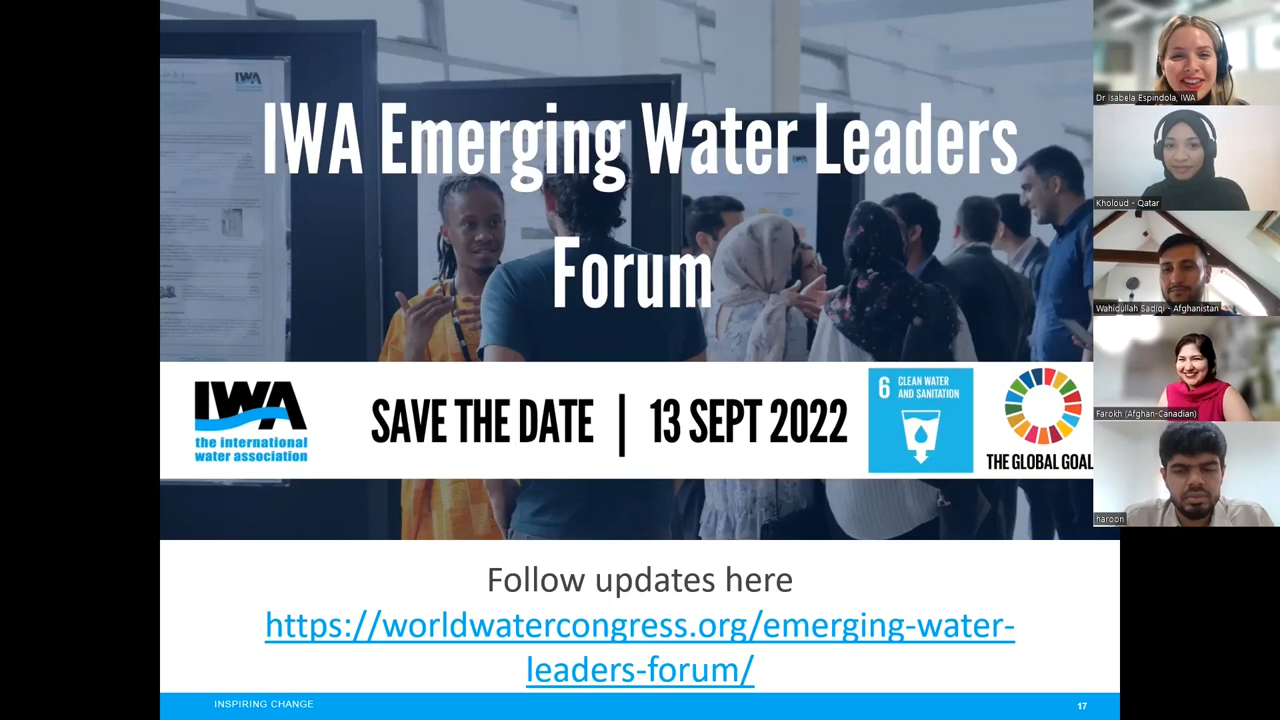 IWA
IWA
IWA Emerging Water Leaders
Forum
IWA
the international
water association
SAVE THE DATE | 13 SEPT 2022
6 CLEAN WATER
AND SANITATION
THE GLOBAL GOAL
Follow updates here
https://worldwatercongress.org/emerging-water-
leaders-forum/
INSPIRING CHANGE
17
Dr Isabela Espindola, IWA
Kholoud - Qatar
Wahidullah Sadiqi - Afghanistan
Farokh (Afghan-Canadian)
haroon